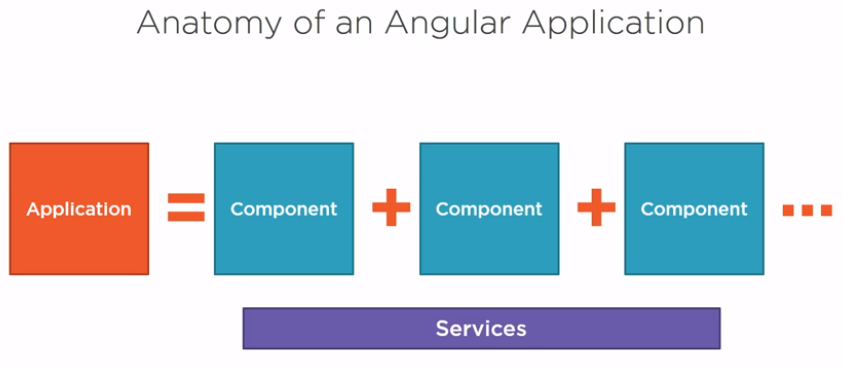 Anatomy of an Angular Application
Application = Component + Component + Component ...
Services